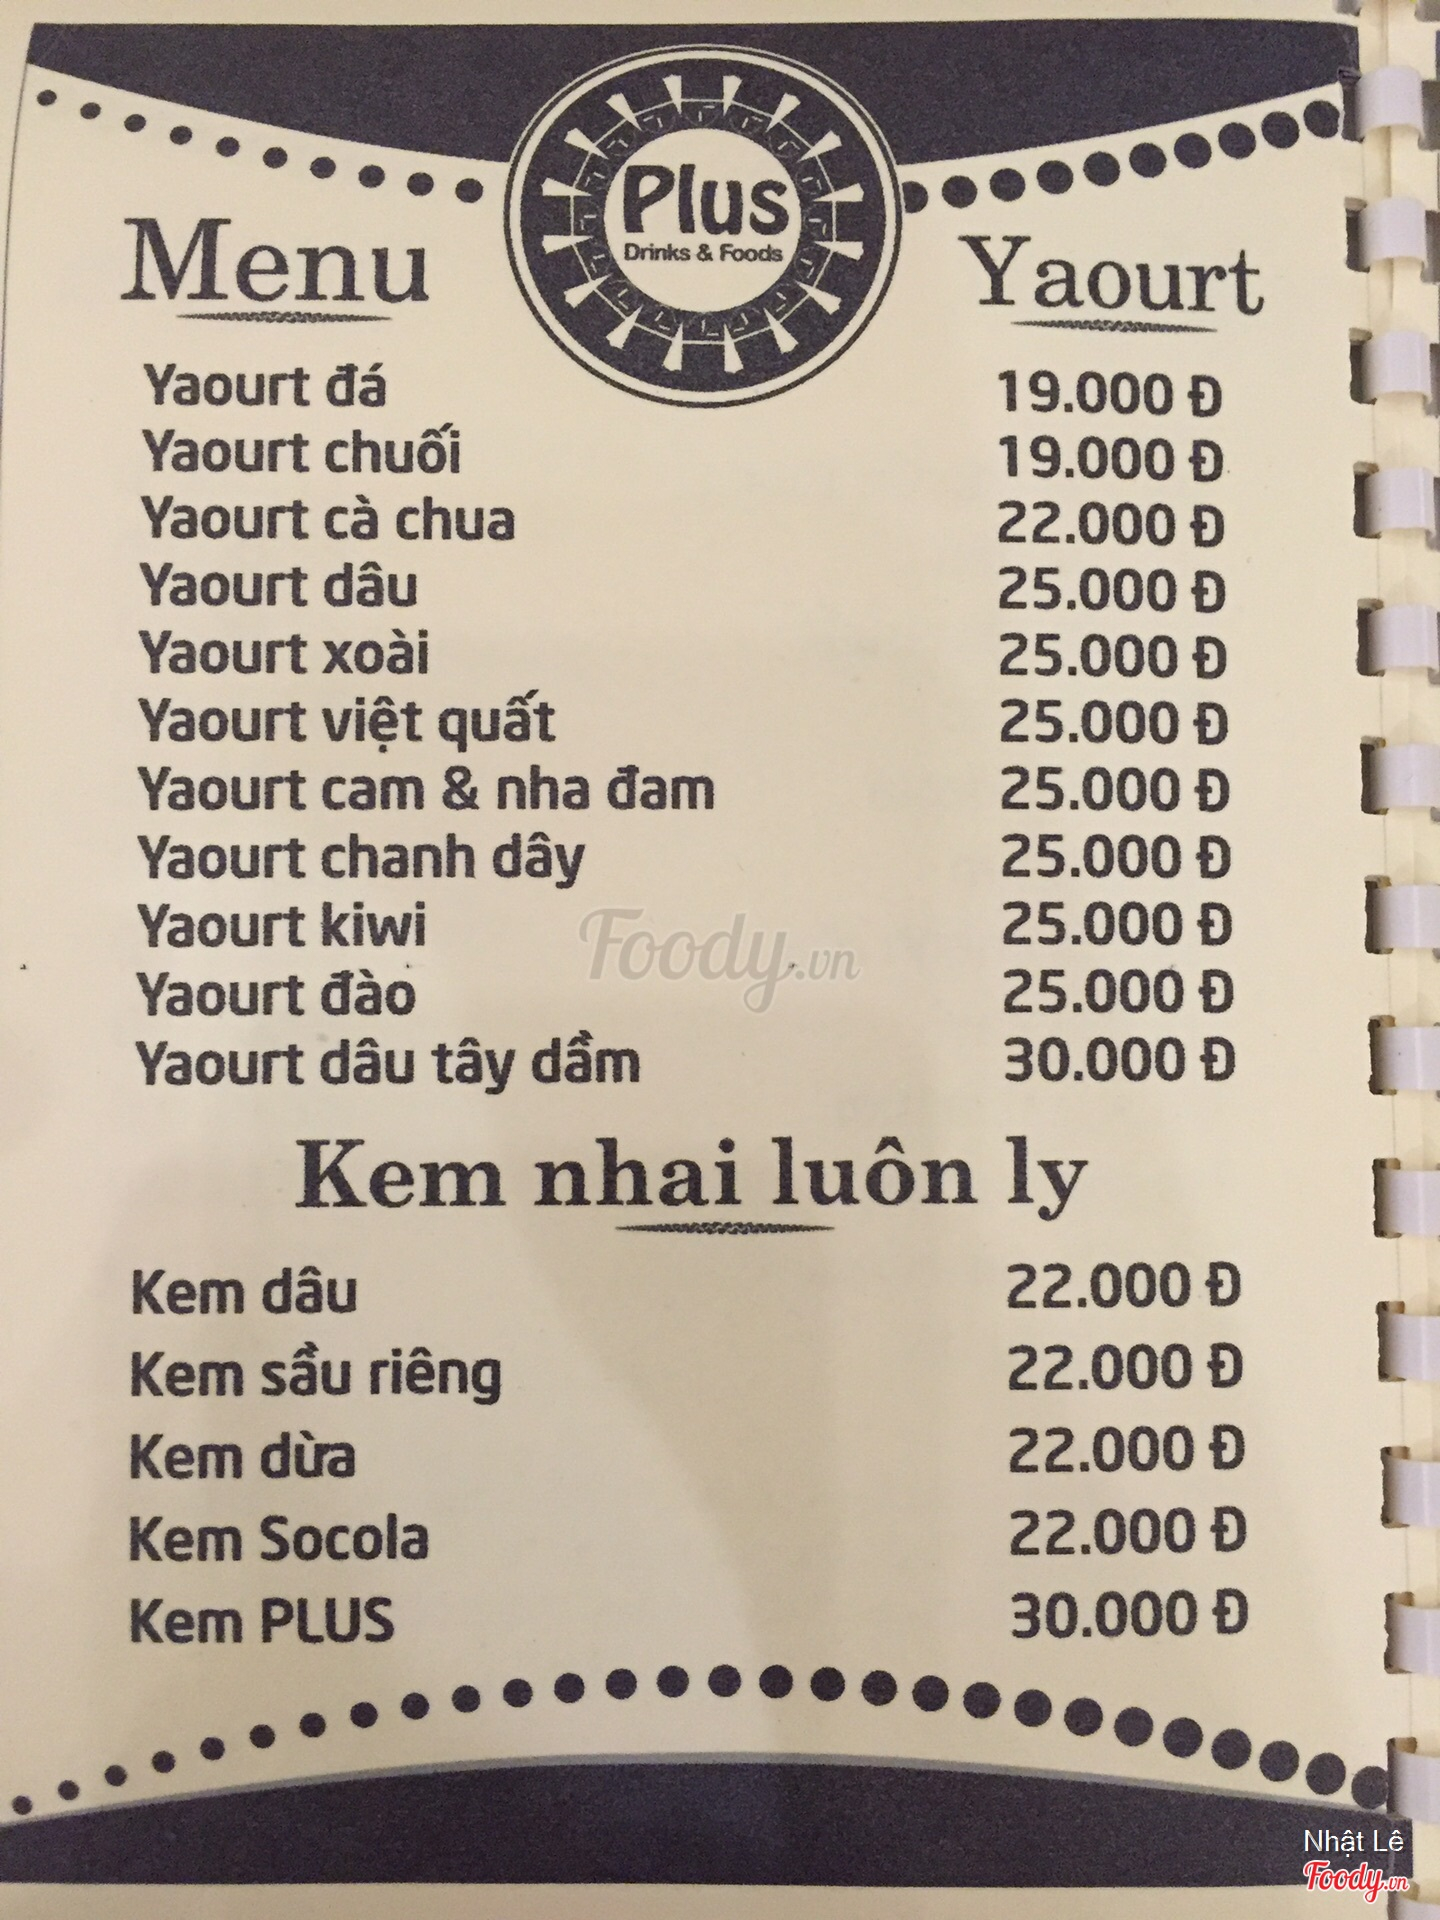 Plus
Drinks & Foods
Menu
Yaourt
Yaourt đá 19.000 Đ
Yaourt chuối 19.000 Đ
Yaourt cà chua 22.000 Đ
Yaourt dâu 25.000 Đ
Yaourt xoài 25.000 Đ
Yaourt việt quất 25.000 Đ
Yaourt cam & nha đam 25.000 Đ
Yaourt chanh dây 25.000 Đ
Yaourt kiwi 25.000 Đ
Foody.vn
Yaourt đào 25.000 Đ
Yaourt dâu tây dầm 30.000 Đ
Kem nhai luôn ly
Kem dâu 22.000 Đ
Kem sầu riêng 22.000 Đ
Kem dừa 22.000 Đ
Kem Socola 22.000 Đ
Kem PLUS 30.000 Đ
Nhật Lê
Foody.vn